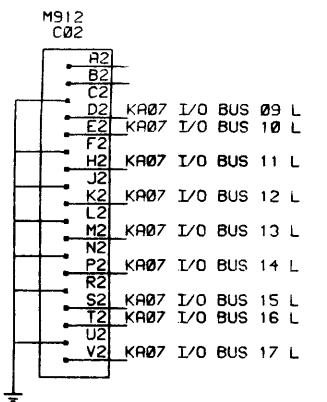 M912
C02
A2
B2
C2
D2 KA07 I/O BUS 09 L
E2 KA07 I/O BUS 10 L
F2
H2 KA07 I/O BUS 11 L
J2
K2 KA07 I/O BUS 12 L
L2
M2 KA07 I/O BUS 13 L
N2
P2 KA07 I/O BUS 14 L
R2
S2 KA07 I/O BUS 15 L
T2 KA07 I/O BUS 16 L
U2
V2 KA07 I/O BUS 17 L